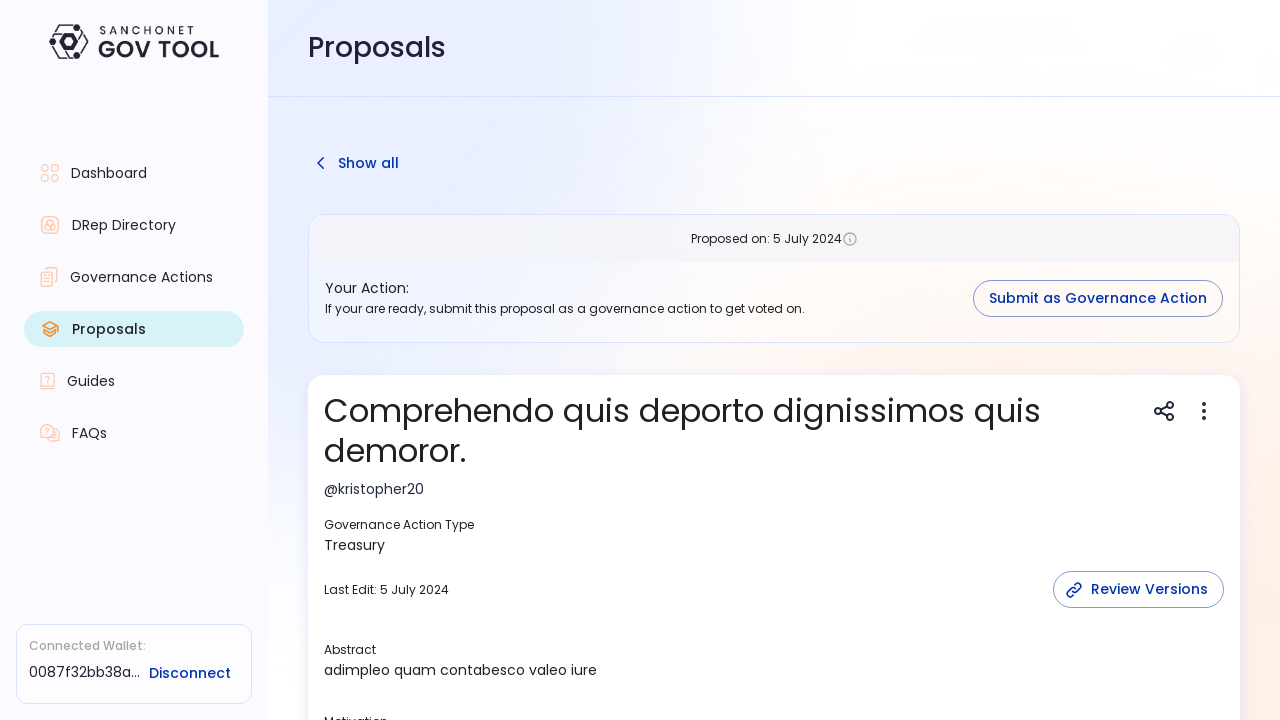 SANCHONET
GOV TOOL
Dashboard
DRep Directory
Governance Actions
Proposals
Guides
FAQs
Connected Wallet:
0087f32bb38a...
Disconnect
Proposals
Show all
Proposed on: 5 July 2024
Your Action:
If your are ready, submit this proposal as a governance action to get voted on.
Submit as Governance Action
Comprehendo quis deporto dignissimos quis
demoror.
@kristopher20
Governance Action Type
Treasury
Last Edit: 5 July 2024
Review Versions
Abstract
adimpleo quam contabesco valeo iure
Motivation